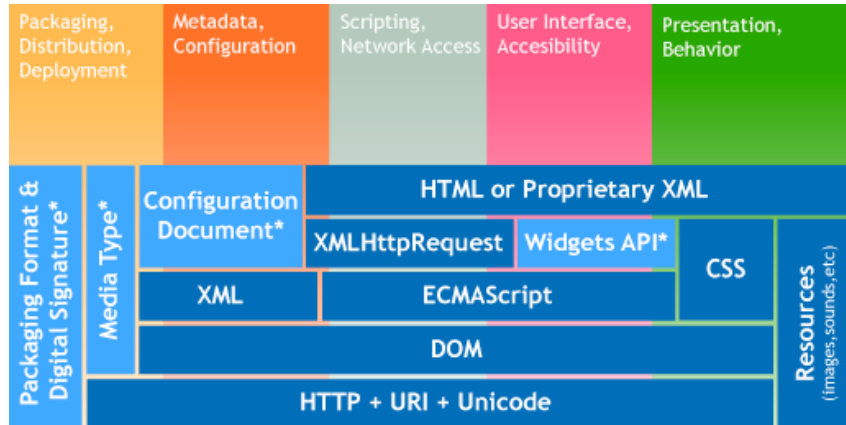 Packaging,
Distribution,
Deployment
Metadata,
Configuration
Scripting,
Network Access
User Interface,
Accesibility
Presentation,
Behavior
Packaging Format &
Digital Signature*
Media Type*
Configuration
Document*
HTML or Proprietary XML
XMLHttpRequest
Widgets API*
CSS
Resources
(images,sounds,etc)
XML
ECMAScript
DOM
HTTP + URI + Unicode